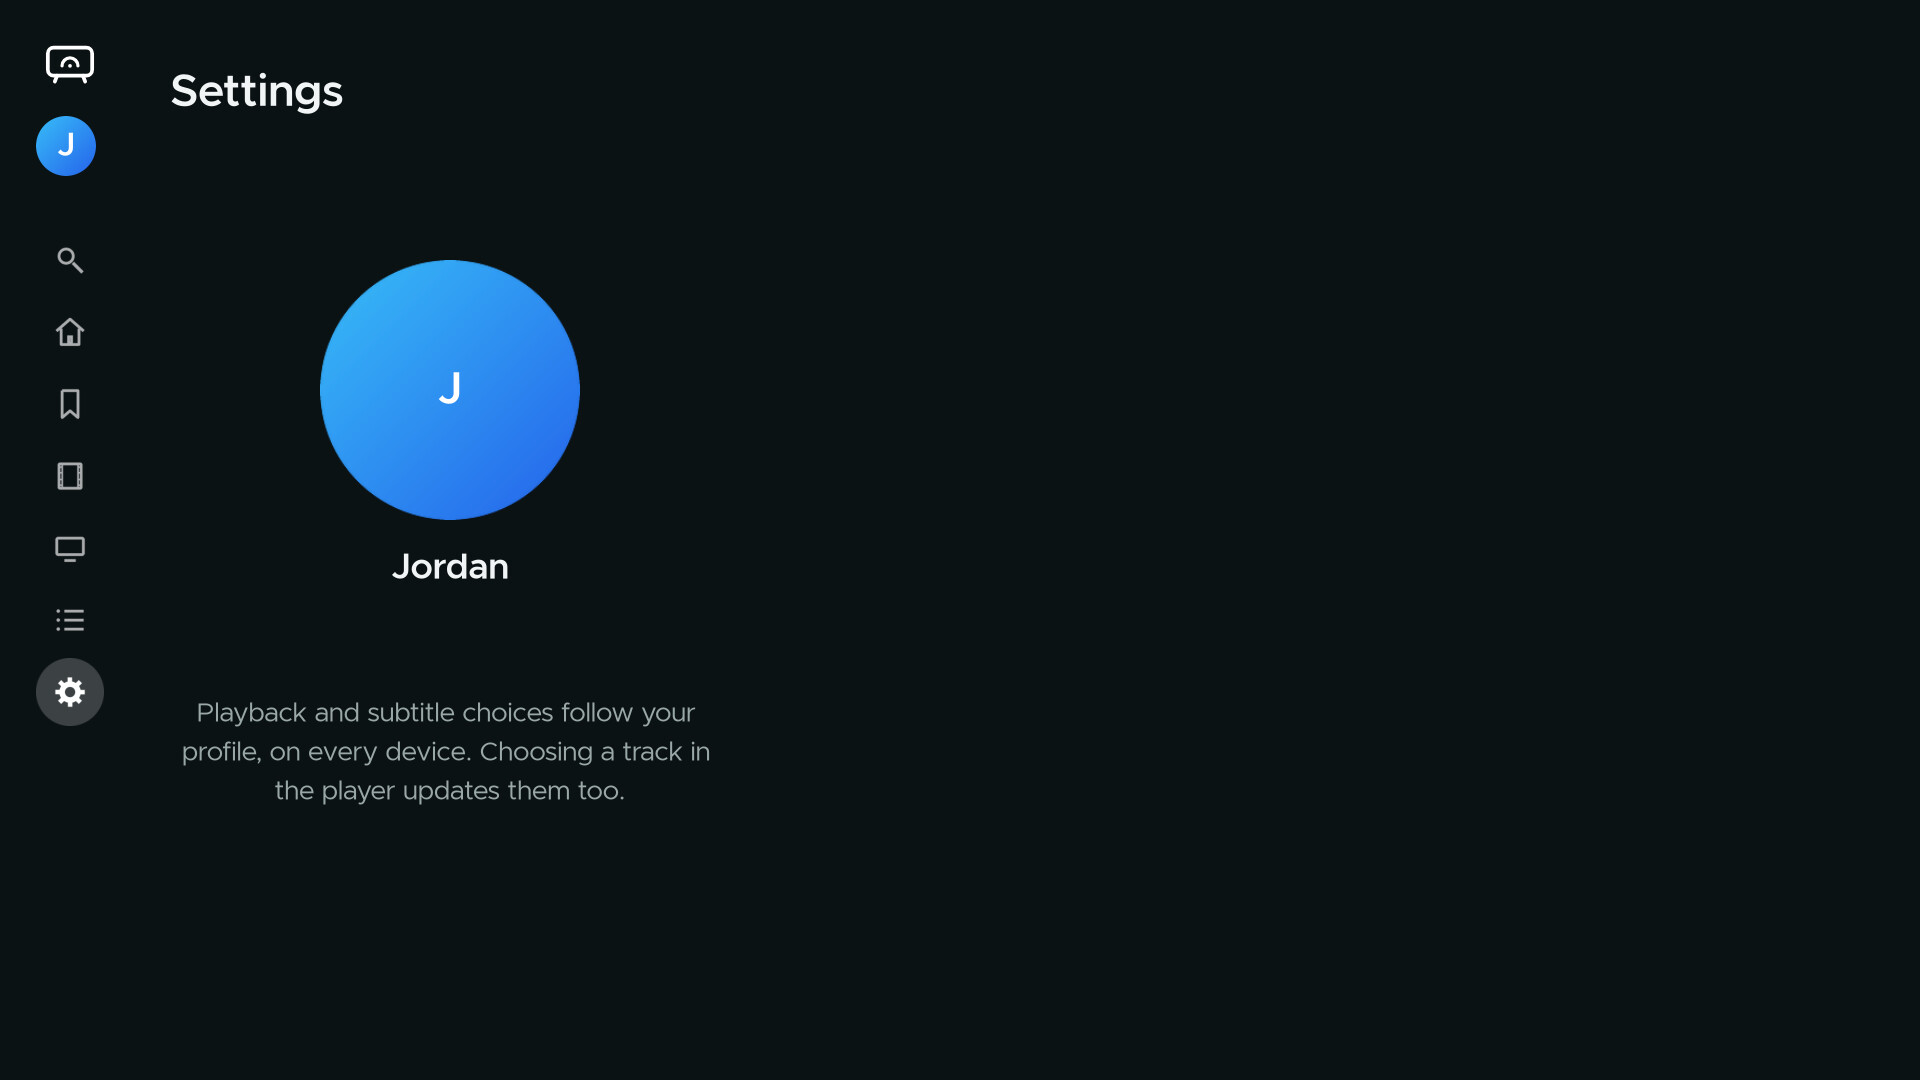 Settings
J
J
Jordan
Playback and subtitle choices follow your
profile, on every device. Choosing a track in
the player updates them too.